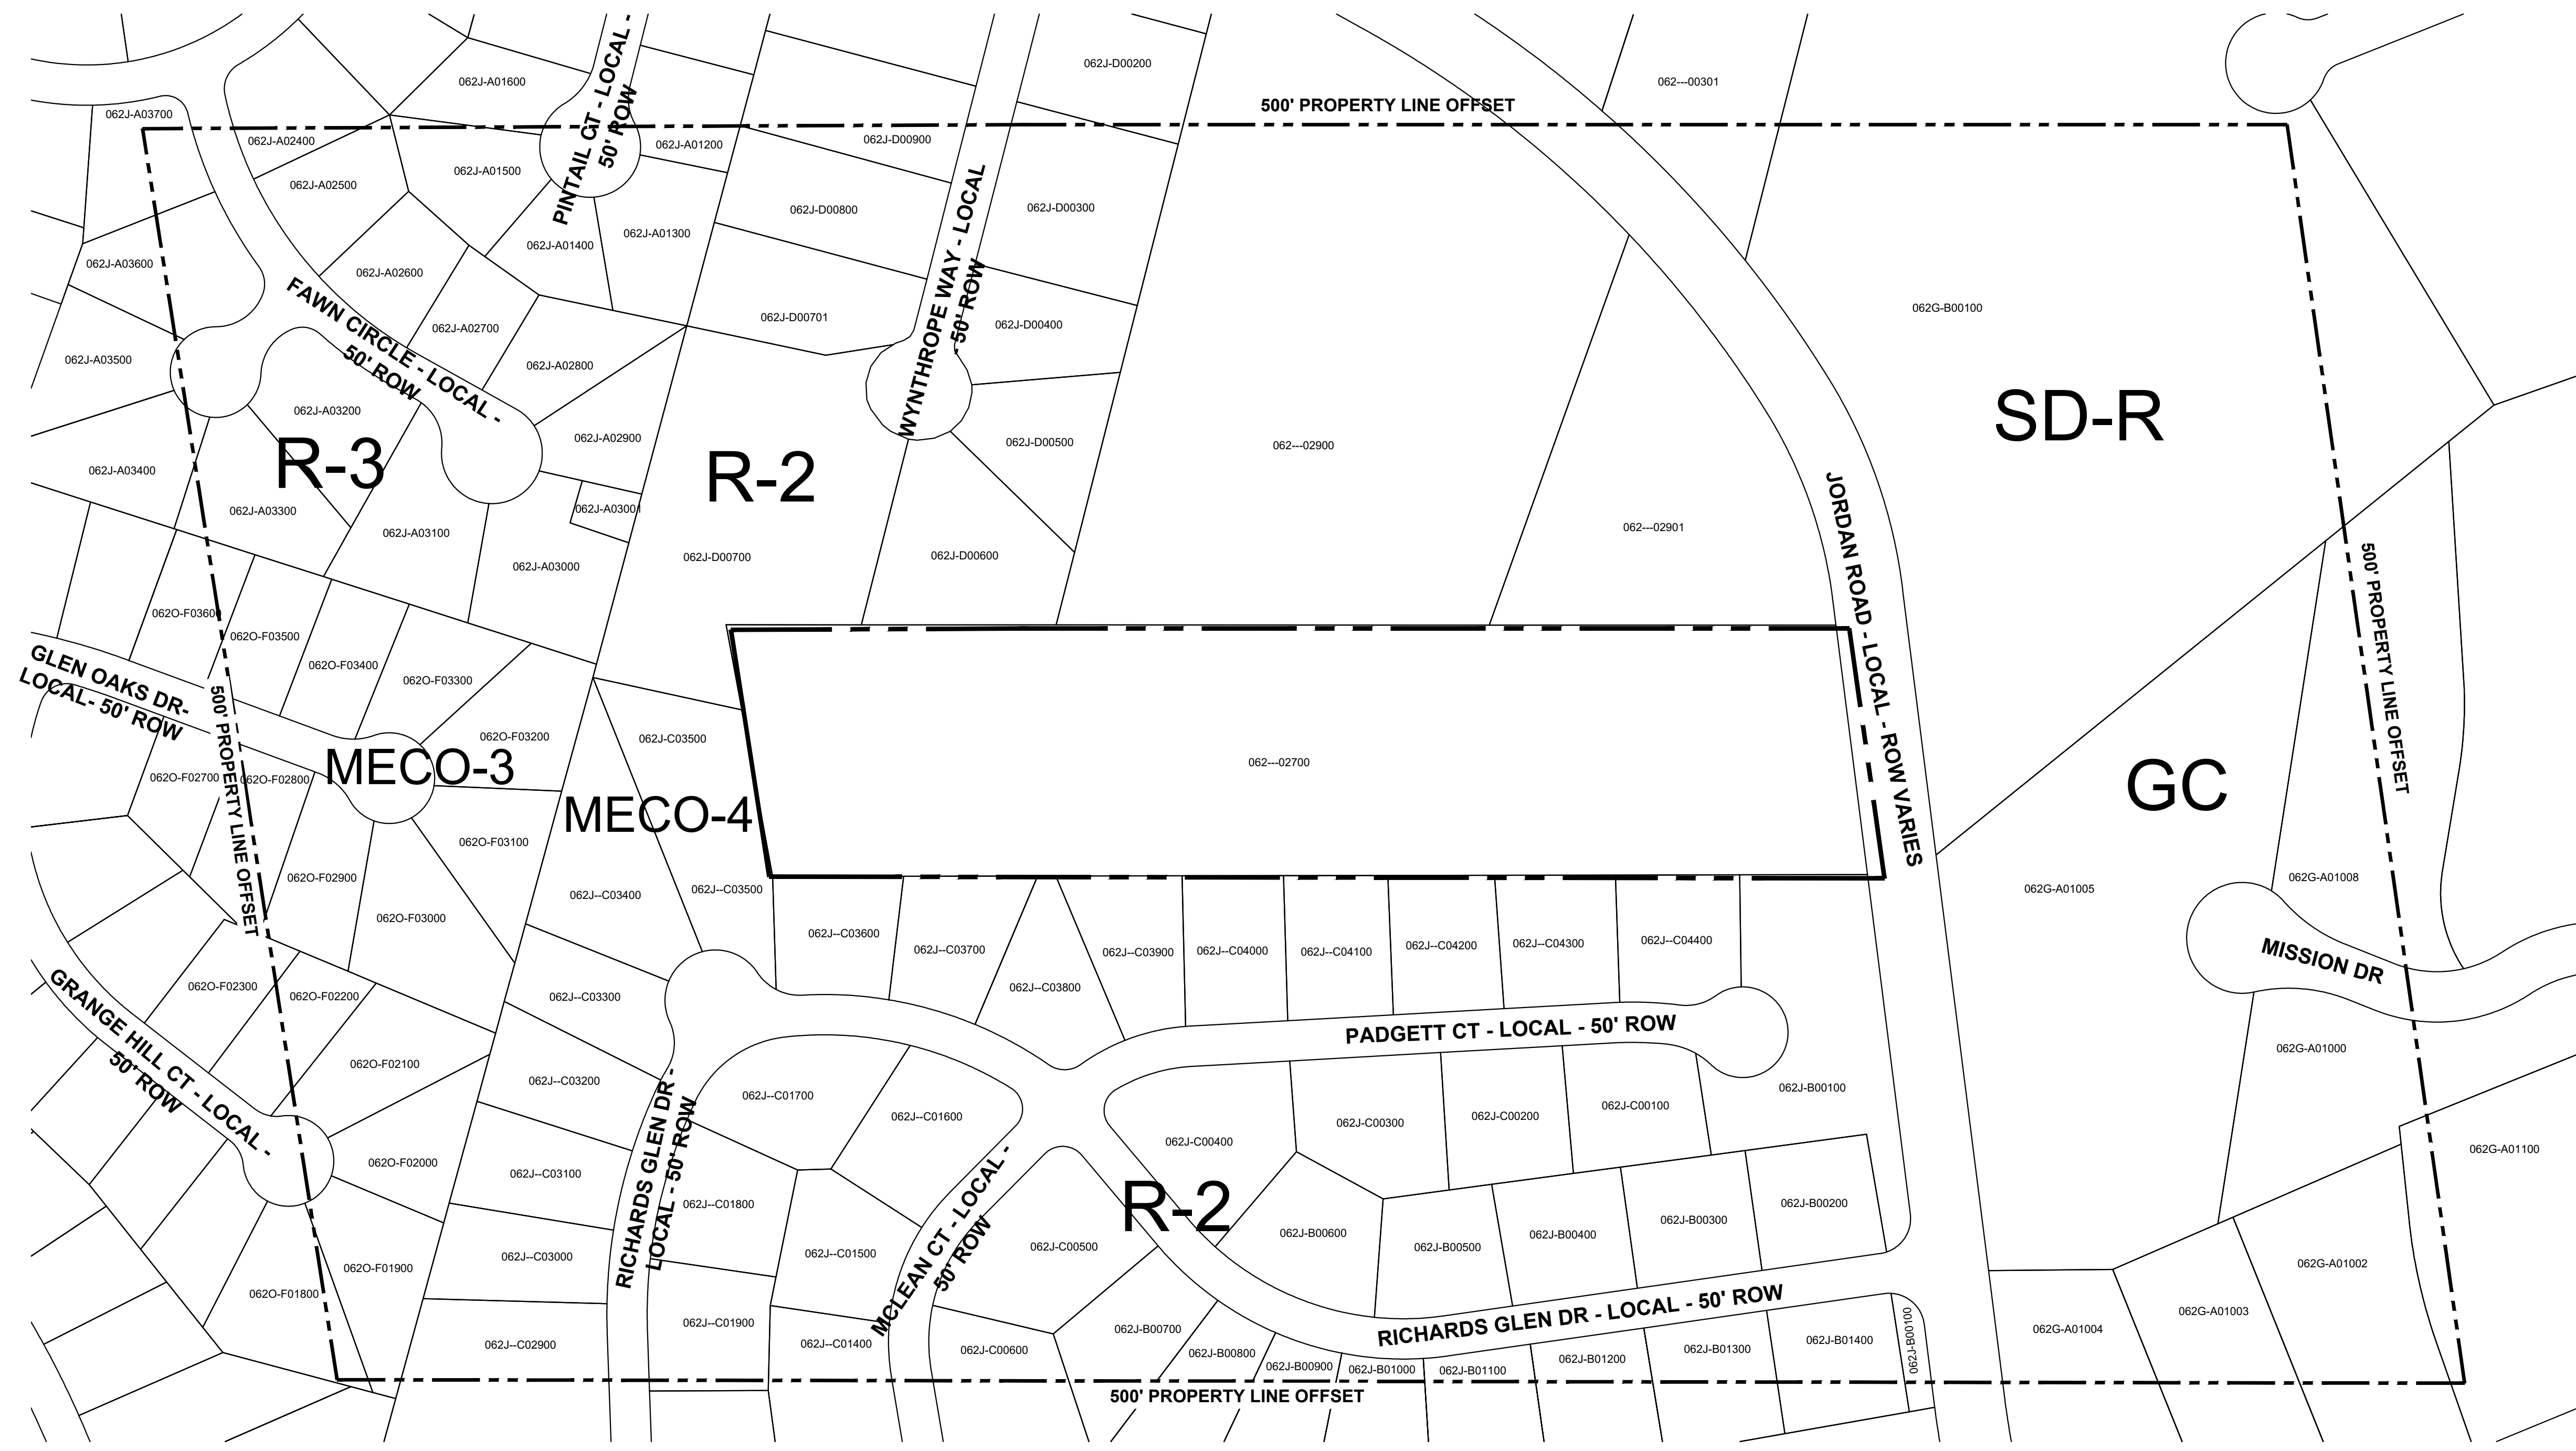 062J-D00200
062J-A01600
062---00301
PINTAIL CT - LOCAL -
50' ROW
500' PROPERTY LINE OFFSET
062J-A03700
062J-A02400
062J-A01200
062J-D00900
062J-A01500
062J-A02500
062J-D00800
062J-D00300
062J-A01300
062J-A01400
062J-A03600
062J-A02600
WYNTHROPE WAY - LOCAL
- 50' ROW
062G-B00100
062J-D00701
062J-D00400
062J-A02700
FAWN CIRCLE - LOCAL -
50' ROW
062J-A03500
062J-A02800
062J-A03200
SD-R
062J-A02900
062J-D00500
062---02900
R-3
R-2
062J-A03400
062J-A03300
062J-A03001
062---02901
062J-A03100
062J-D00700
062J-D00600
062J-A03000
JORDAN ROAD - LOCAL - ROW VARIES
500' PROPERTY LINE OFFSET
062O-F03600
062O-F03500
062O-F03400
062O-F03300
GLEN OAKS DR-
LOCAL- 50' ROW
062O-F03200
062J-C03500
062---02700
MECO-3
062O-F02700
062O-F02800
GC
MECO-4
500' PROPERTY LINE OFFSET
062O-F03100
062O-F02900
062J--C03400
062J--C03500
062G-A01005
062G-A01008
062O-F03000
062J--C03600
062J--C03700
062J--C03800
062J--C03900
062J--C04000
062J--C04100
062J--C04200
062J--C04300
062J--C04400
MISSION DR
062O-F02300
062O-F02200
062J--C03300
PADGETT CT - LOCAL - 50' ROW
062G-A01000
GRANGE HILL CT - LOCAL -
50' ROW
062O-F02100
062J--C03200
062J--C01700
062J--C01600
062J-C00400
062J-C00300
062J-C00200
062J-C00100
062J-B00100
062G-A01100
062O-F02000
062J--C03100
RICHARDS GLEN DR -
LOCAL - 50' ROW
062J--C01800
R-2
062J-B00600
062J-B00500
062J-B00400
062J-B00300
062J-B00200
062J--C03000
062J--C01500
MCLEAN CT - LOCAL -
50' ROW
062J-C00500
062O-F01900
062O-F01800
062G-A01002
062G-A01003
062G-A01004
RICHARDS GLEN DR - LOCAL - 50' ROW
062J--C02900
062J--C01900
062J--C01400
062J-C00600
062J-B00700
062J-B00800
062J-B00900
062J-B01000
062J-B01100
062J-B01200
062J-B01300
062J-B01400
062J-B00100
500' PROPERTY LINE OFFSET